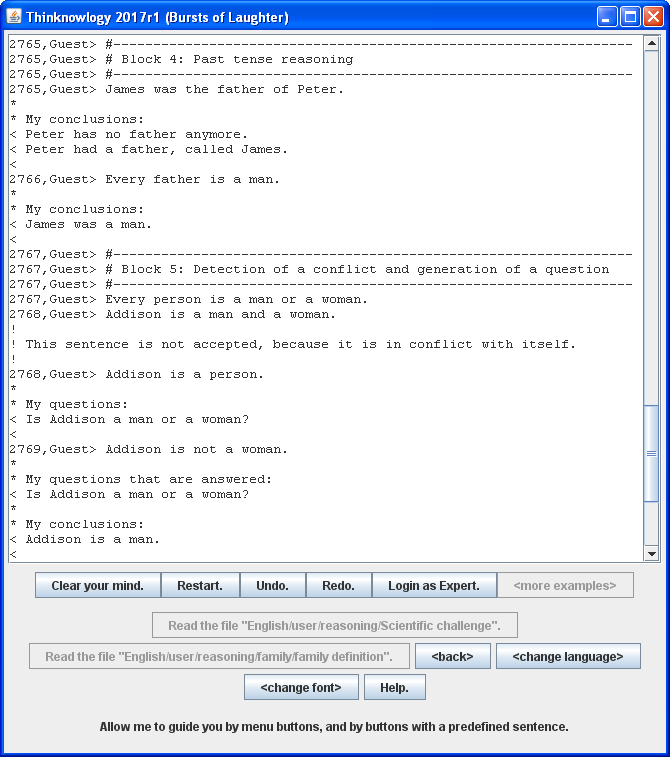 Thinknowlogy 2017r1 (Bursts of Laughter)
2765,Guest> #-----------------------------------------------------------------
2765,Guest> # Block 4: Past tense reasoning
2765,Guest> #-----------------------------------------------------------------
2765,Guest> James was the father of Peter.
*
* My conclusions:
< Peter has no father anymore.
< Peter had a father, called James.
<
2766,Guest> Every father is a man.
*
* My conclusions:
< James was a man.
<
2767,Guest> #-----------------------------------------------------------------
2767,Guest> # Block 5: Detection of a conflict and generation of a question
2767,Guest> #-----------------------------------------------------------------
2767,Guest> Every person is a man or a woman.
2768,Guest> Addison is a man and a woman.
!
! This sentence is not accepted, because it is in conflict with itself.
!
2768,Guest> Addison is a person.
*
* My questions:
< Is Addison a man or a woman?
<
2769,Guest> Addison is not a woman.
*
* My questions that are answered:
< Is Addison a man or a woman?
*
* My conclusions:
< Addison is a man.
<
Clear your mind. Restart. Undo. Redo. Login as Expert. <more examples>
Read the file "English/user/reasoning/Scientific challenge".
Read the file "English/user/reasoning/family/family definition". <back> <change language>
<change font> Help.
Allow me to guide you by menu buttons, and by buttons with a predefined sentence.